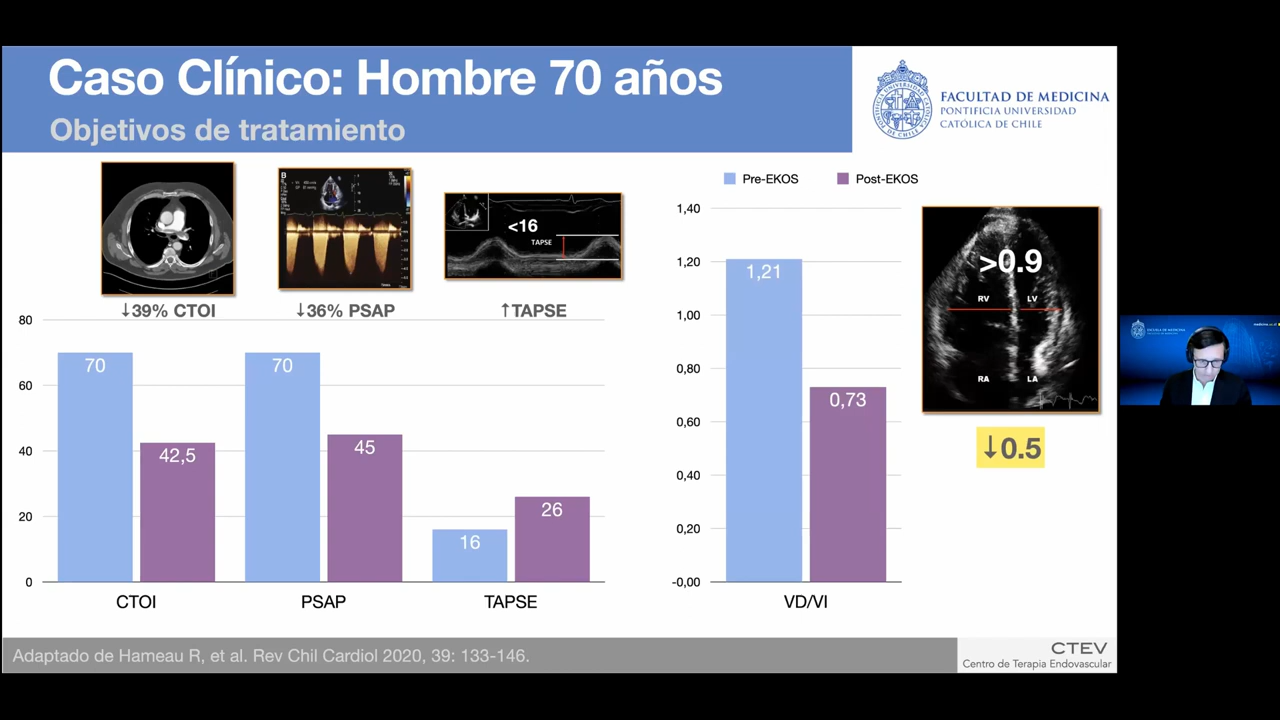 Caso Clínico: Hombre 70 años
Objetivos de tratamiento
FACULTAD DE MEDICINA
PONTIFICIA UNIVERSIDAD
CATÓLICA DE CHILE
B
<16
TAPSE
↓39% CTOI
↓36% PSAP
↑TAPSE
80
60
40
20
0
70
42,5
70
45
16
26
CTOI
PSAP
TAPSE
Pre-EKOS
Post-EKOS
1,40
1,20
1,00
0,80
0,60
0,40
0,20
-0,00
1,21
0,73
VD/VI
>0.9
RV
LV
RA
LA
↓0.5
ESCUELA DE MEDICINA
Adaptado de Hameau R, et al. Rev Chil Cardiol 2020, 39: 133-146.
CTEV
Centro de Terapia Endovascular